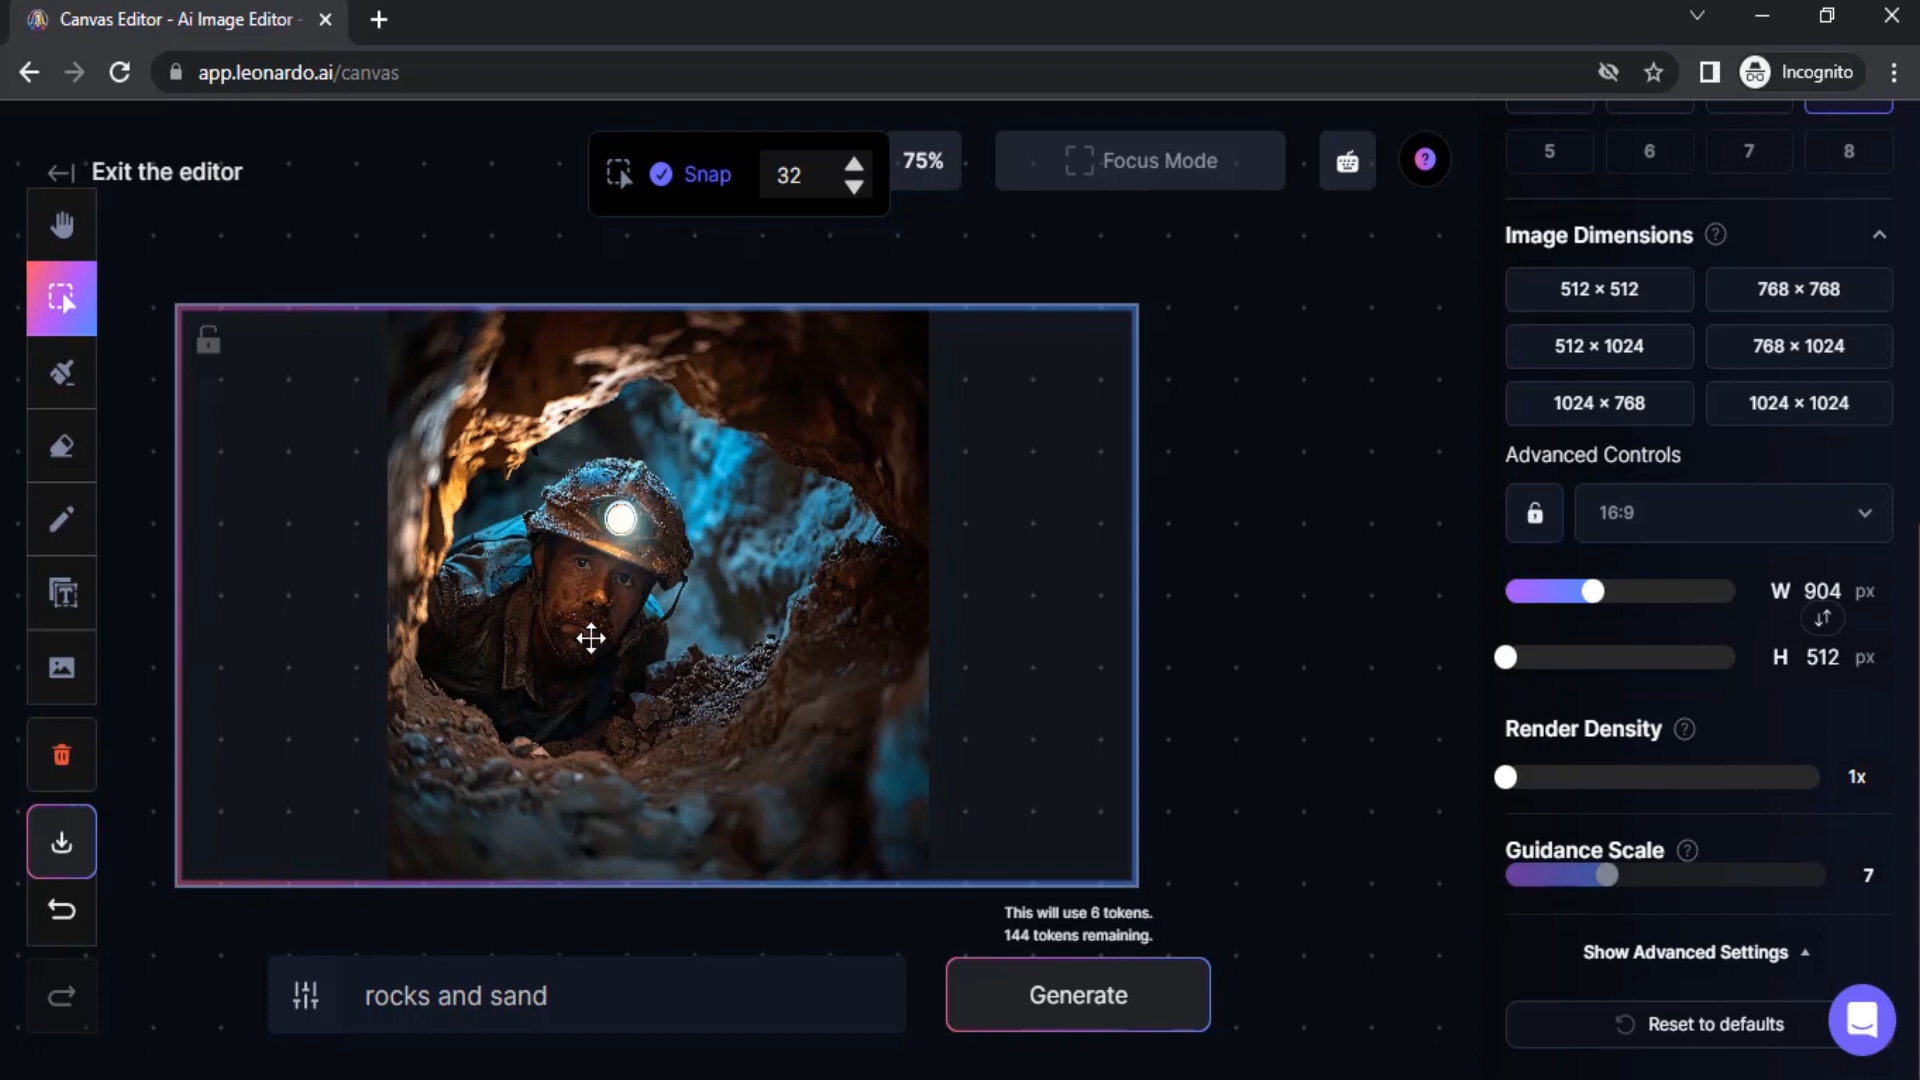 Canvas Editor - Ai Image Editor -
app.leonardo.ai/canvas
Incognito
Exit the editor
Snap
32
75%
Focus Mode
?
5
6
7
8
Image Dimensions ?
512 × 512
768 × 768
512 × 1024
768 × 1024
1024 × 768
1024 × 1024
Advanced Controls
16:9
W 904 px
H 512 px
Render Density ?
1x
Guidance Scale ?
7
This will use 6 tokens.
144 tokens remaining.
Show Advanced Settings
rocks and sand
Generate
Reset to defaults